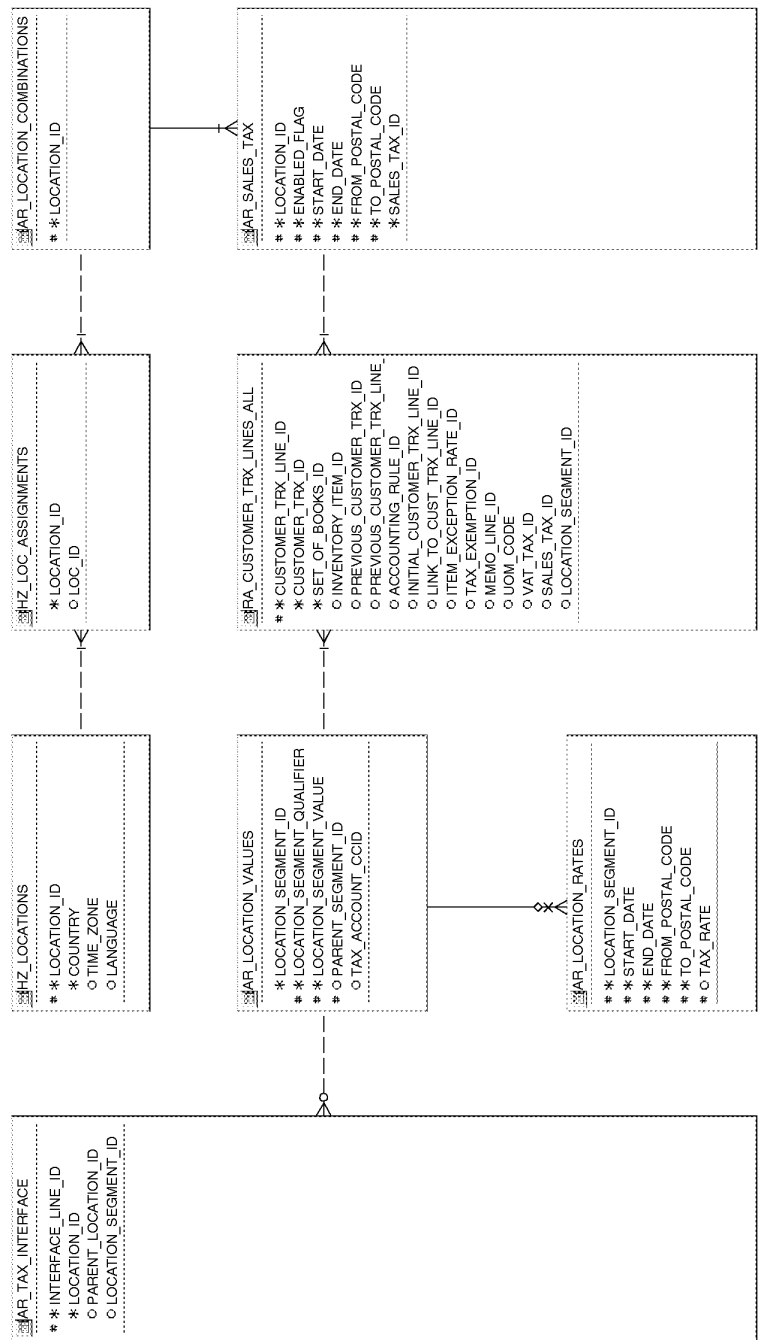 AR_TAX_INTERFACE
# * INTERFACE_LINE_ID
* LOCATION_ID
O PARENT_LOCATION_ID
O LOCATION_SEGMENT_ID
HZ_LOCATIONS
# * LOCATION_ID
* COUNTRY
O TIME_ZONE
O LANGUAGE
HZ_LOC_ASSIGNMENTS
* LOCATION_ID
O LOC_ID
AR_LOCATION_COMBINATIONS
# * LOCATION_ID
AR_LOCATION_VALUES
* LOCATION_SEGMENT_ID
# * LOCATION_SEGMENT_QUALIFIER
# * LOCATION_SEGMENT_VALUE
# O PARENT_SEGMENT_ID
O TAX_ACCOUNT_CCID
RA_CUSTOMER_TRX_LINES_ALL
# * CUSTOMER_TRX_LINE_ID
* CUSTOMER_TRX_ID
* SET_OF_BOOKS_ID
O INVENTORY_ITEM_ID
O PREVIOUS_CUSTOMER_TRX_ID
O PREVIOUS_CUSTOMER_TRX_LINE_
O ACCOUNTING_RULE_ID
O INITIAL_CUSTOMER_TRX_LINE_ID
O LINK_TO_CUST_TRX_LINE_ID
O ITEM_EXCEPTION_RATE_ID
O TAX_EXEMPTION_ID
O MEMO_LINE_ID
O UOM_CODE
O VAT_TAX_ID
O SALES_TAX_ID
O LOCATION_SEGMENT_ID
AR_SALES_TAX
# * LOCATION_ID
# * ENABLED_FLAG
# * START_DATE
# * END_DATE
# * FROM_POSTAL_CODE
# * TO_POSTAL_CODE
* SALES_TAX_ID
AR_LOCATION_RATES
# * LOCATION_SEGMENT_ID
# * START_DATE
# * END_DATE
# * FROM_POSTAL_CODE
# * TO_POSTAL_CODE
# O TAX_RATE